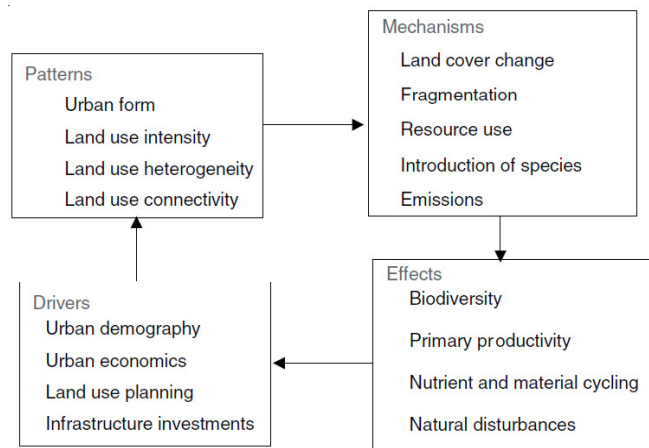 Patterns
Urban form
Land use intensity
Land use heterogeneity
Land use connectivity
Mechanisms
Land cover change
Fragmentation
Resource use
Introduction of species
Emissions
Drivers
Urban demography
Urban economics
Land use planning
Infrastructure investments
Effects
Biodiversity
Primary productivity
Nutrient and material cycling
Natural disturbances